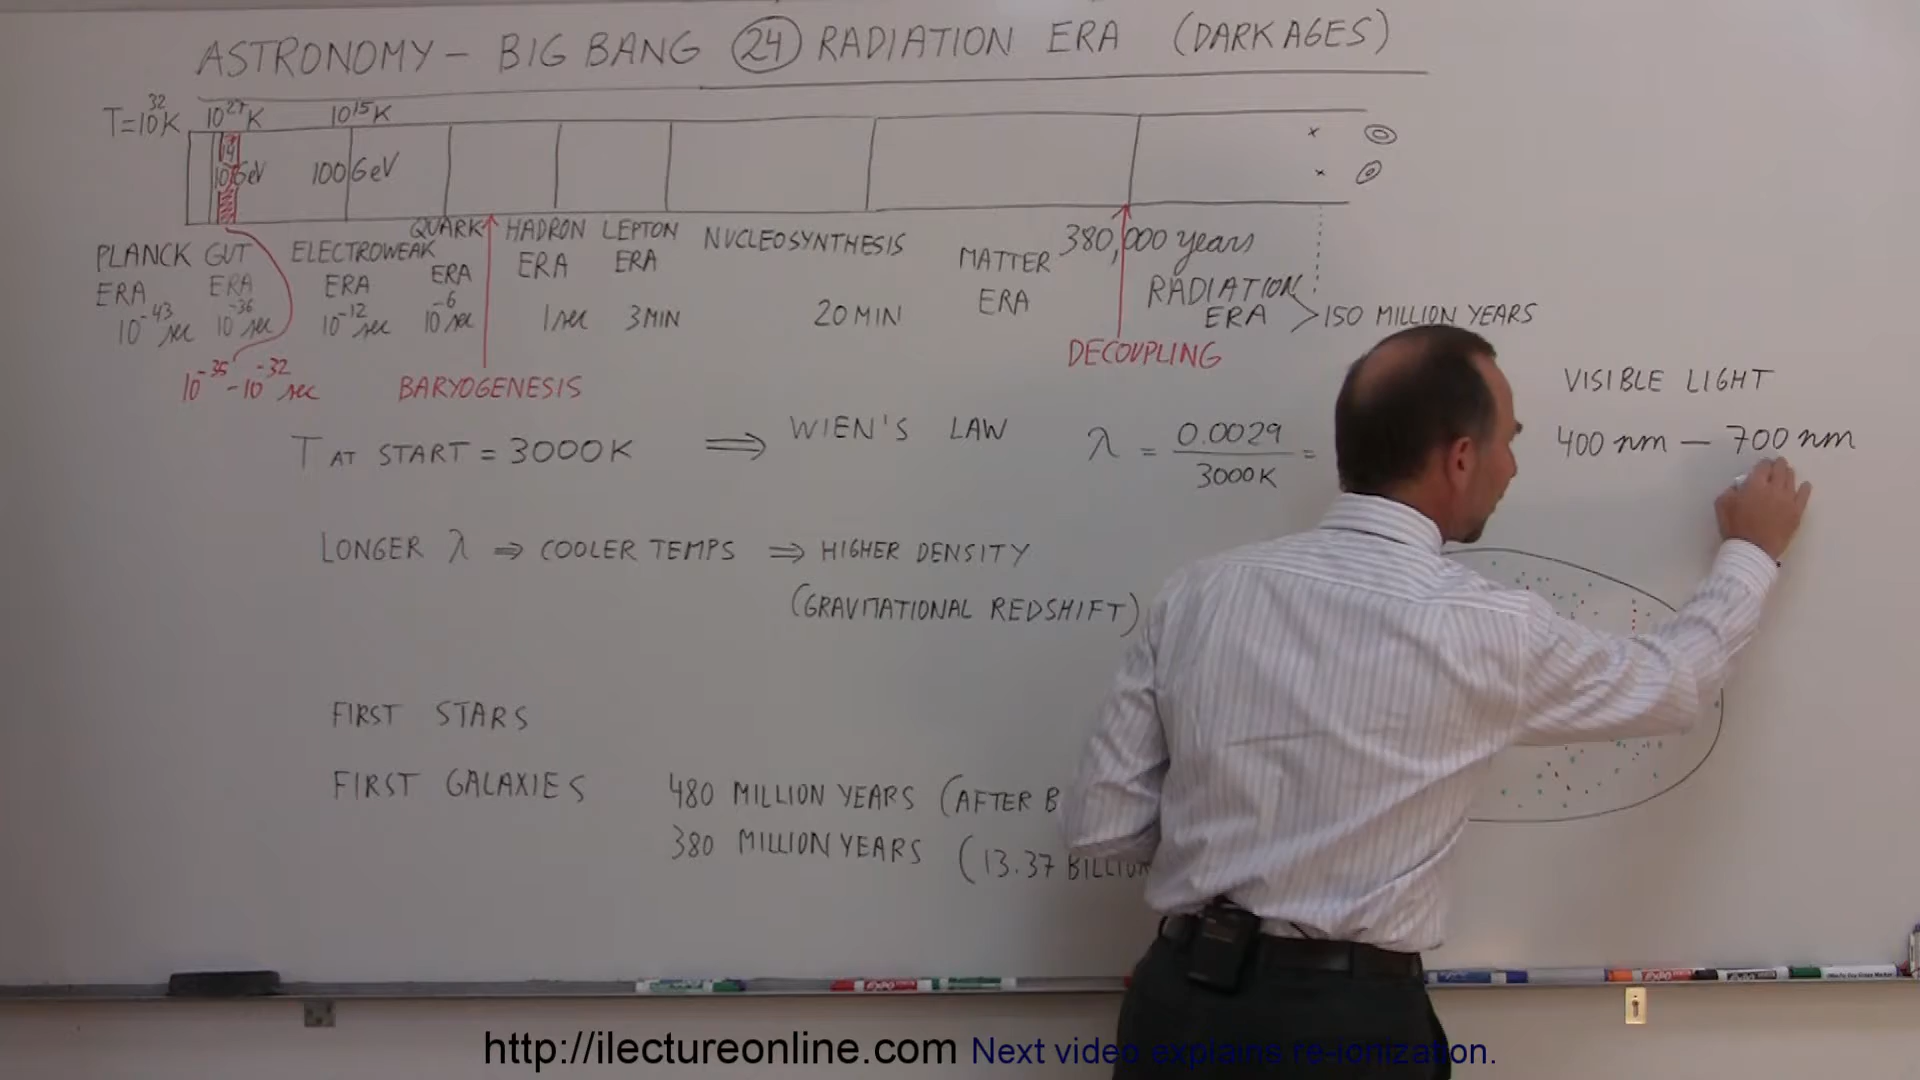 ASTRONOMY - BIG BANG 24 RADIATION ERA (DARK AGES)
T=10³²K 10²⁷K 10¹⁵K
10¹⁴ GeV 100 GeV
PLANCK ERA
10⁻⁴³ sec
GUT ERA
10⁻³⁶ sec
ELECTROWEAK ERA
10⁻¹² sec
QUARK ERA
10⁻⁶ sec
HADRON ERA
1 sec
LEPTON ERA
3 MIN
NUCLEOSYNTHESIS
20 MIN
MATTER ERA
380,000 years
RADIATION ERA
150 MILLION YEARS
10⁻³⁵ - 10⁻³² sec
BARYOGENESIS
DECOUPLING
T AT START = 3000K ⇒ WIEN'S LAW λ = 0.0029 / 3000K =
VISIBLE LIGHT
400 nm — 700 nm
LONGER λ ⇒ COOLER TEMPS ⇒ HIGHER DENSITY
(GRAVITATIONAL REDSHIFT)
FIRST STARS
FIRST GALAXIES 480 MILLION YEARS (AFTER B
380 MILLION YEARS (13.37 BILLION
http://ilectureonline.com Next video explains re-ionization.